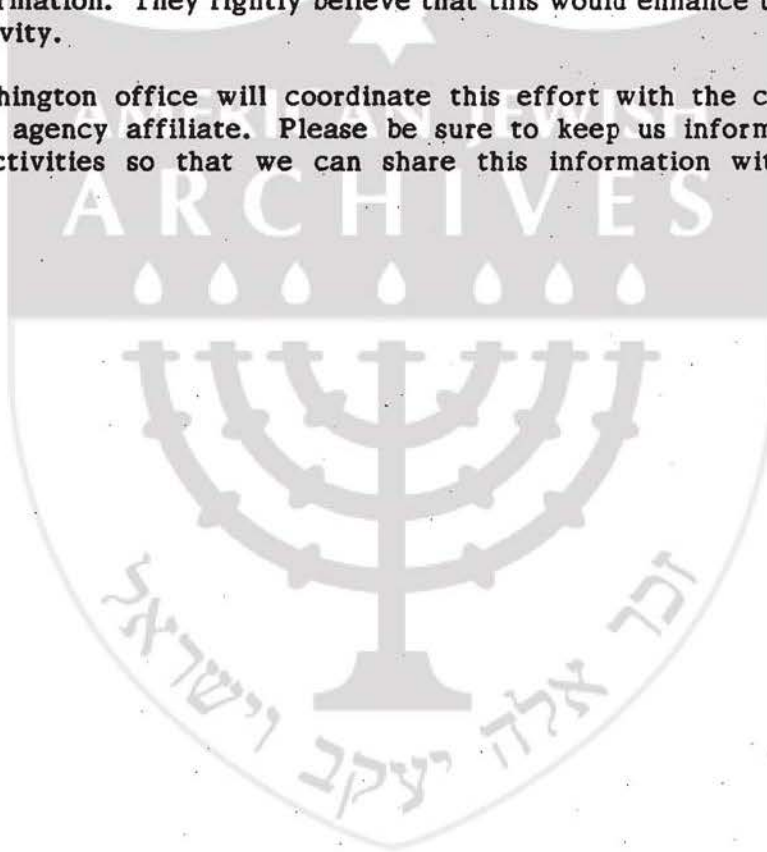 rmation. They rightly believe that this would enhance t
vity.
hington office will coordinate this effort with the c
agency affiliate. Please be sure to keep us inform
ctivities so that we can share this information wit
AMERICAN JEWISH
ARCHIVES
זכר אלה יעקב וישראל